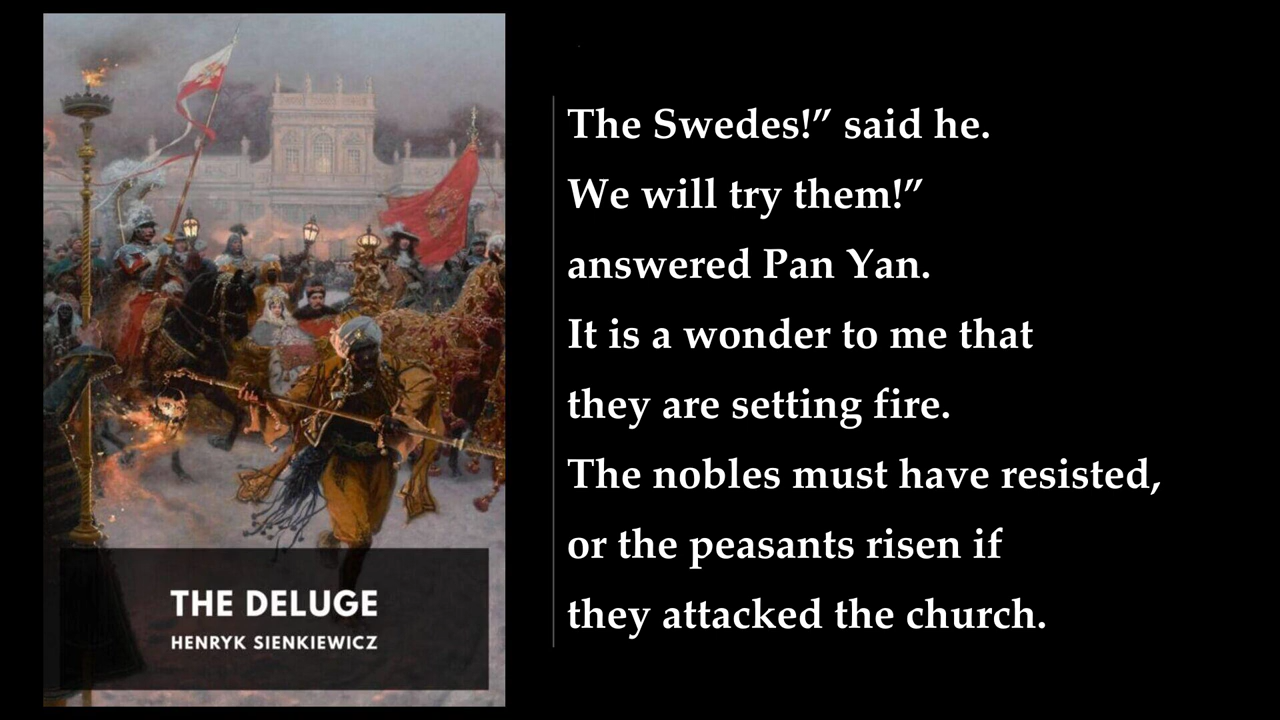 THE DELUGE
HENRYK SIENKIEWICZ
The Swedes!” said he.
We will try them!”
answered Pan Yan.
It is a wonder to me that
they are setting fire.
The nobles must have resisted,
or the peasants risen if
they attacked the church.